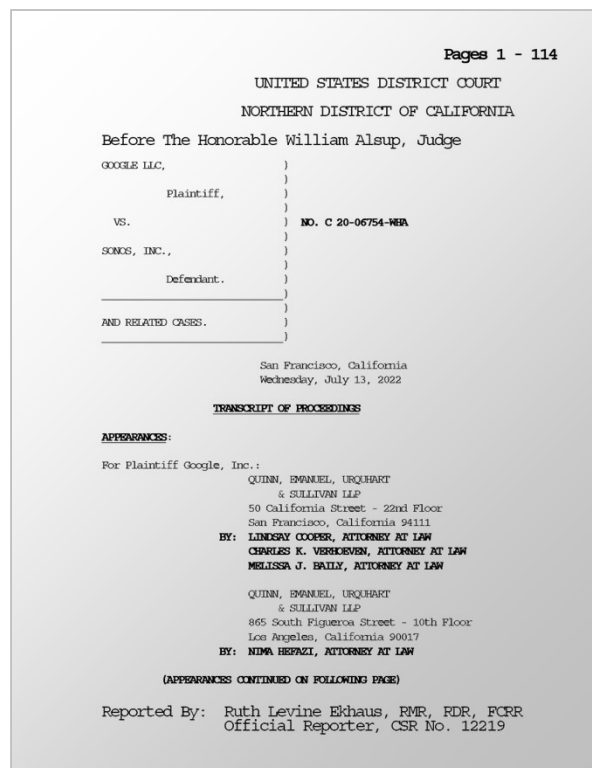 Pages 1 - 114
UNITED STATES DISTRICT COURT
NORTHERN DISTRICT OF CALIFORNIA
Before The Honorable William Alsup, Judge
GOOGLE LLC, )
Plaintiff, )
)
VS. ) NO. C 20-06754-WHA
)
SONOS, INC., )
)
Defendant. )
)
)
AND RELATED CASES. )
)
San Francisco, California
Wednesday, July 13, 2022
TRANSCRIPT OF PROCEEDINGS
APPEARANCES:
For Plaintiff Google, Inc.:
QUINN, EMANUEL, URQUHART
& SULLIVAN LLP
50 California Street - 22nd Floor
San Francisco, California 94111
BY: LINDSAY COOPER, ATTORNEY AT LAW
CHARLES K. VERHOEVEN, ATTORNEY AT LAW
MELISSA J. BAILY, ATTORNEY AT LAW
QUINN, EMANUEL, URQUHART
& SULLIVAN LLP
865 South Figueroa Street - 10th Floor
Los Angeles, California 90017
BY: NIMA HEFAZI, ATTORNEY AT LAW
(APPEARANCES CONTINUED ON FOLLOWING PAGE)
Reported By: Ruth Levine Ekhaus, RMR, RDR, FCRR
Official Reporter, CSR No. 12219